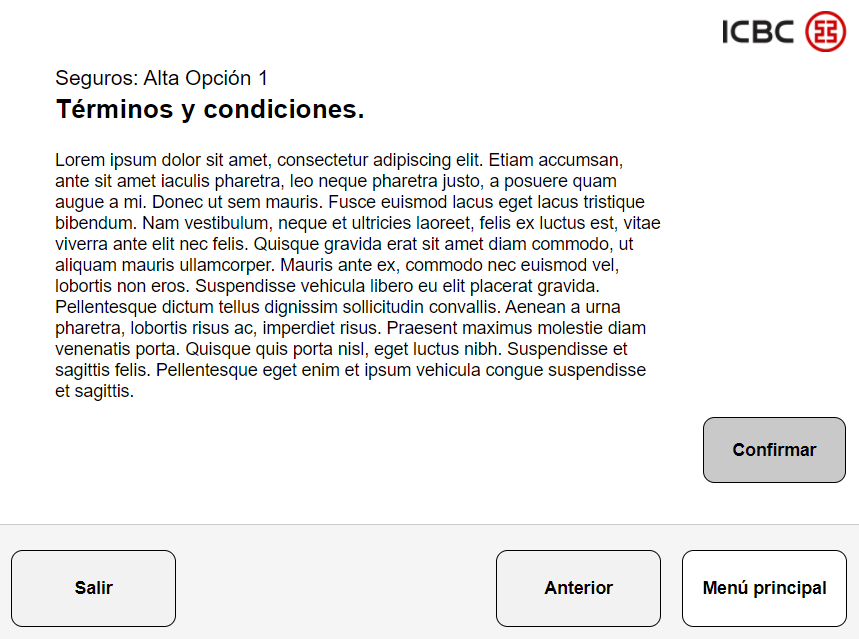 ICBC
Seguros: Alta Opción 1
Términos y condiciones.
Lorem ipsum dolor sit amet, consectetur adipiscing elit. Etiam accumsan,
ante sit amet iaculis pharetra, leo neque pharetra justo, a posuere quam
augue a mi. Donec ut sem mauris. Fusce euismod lacus eget lacus tristique
bibendum. Nam vestibulum, neque et ultricies laoreet, felis ex luctus est, vitae
viverra ante elit nec felis. Quisque gravida erat sit amet diam commodo, ut
aliquam mauris ullamcorper. Mauris ante ex, commodo nec euismod vel,
lobortis non eros. Suspendisse vehicula libero eu elit placerat gravida.
Pellentesque dictum tellus dignissim sollicitudin convallis. Aenean a urna
pharetra, lobortis risus ac, imperdiet risus. Praesent maximus molestie diam
venenatis porta. Quisque quis porta nisl, eget luctus nibh. Suspendisse et
sagittis felis. Pellentesque eget enim et ipsum vehicula congue suspendisse
et sagittis.
Confirmar
Salir
Anterior
Menú principal